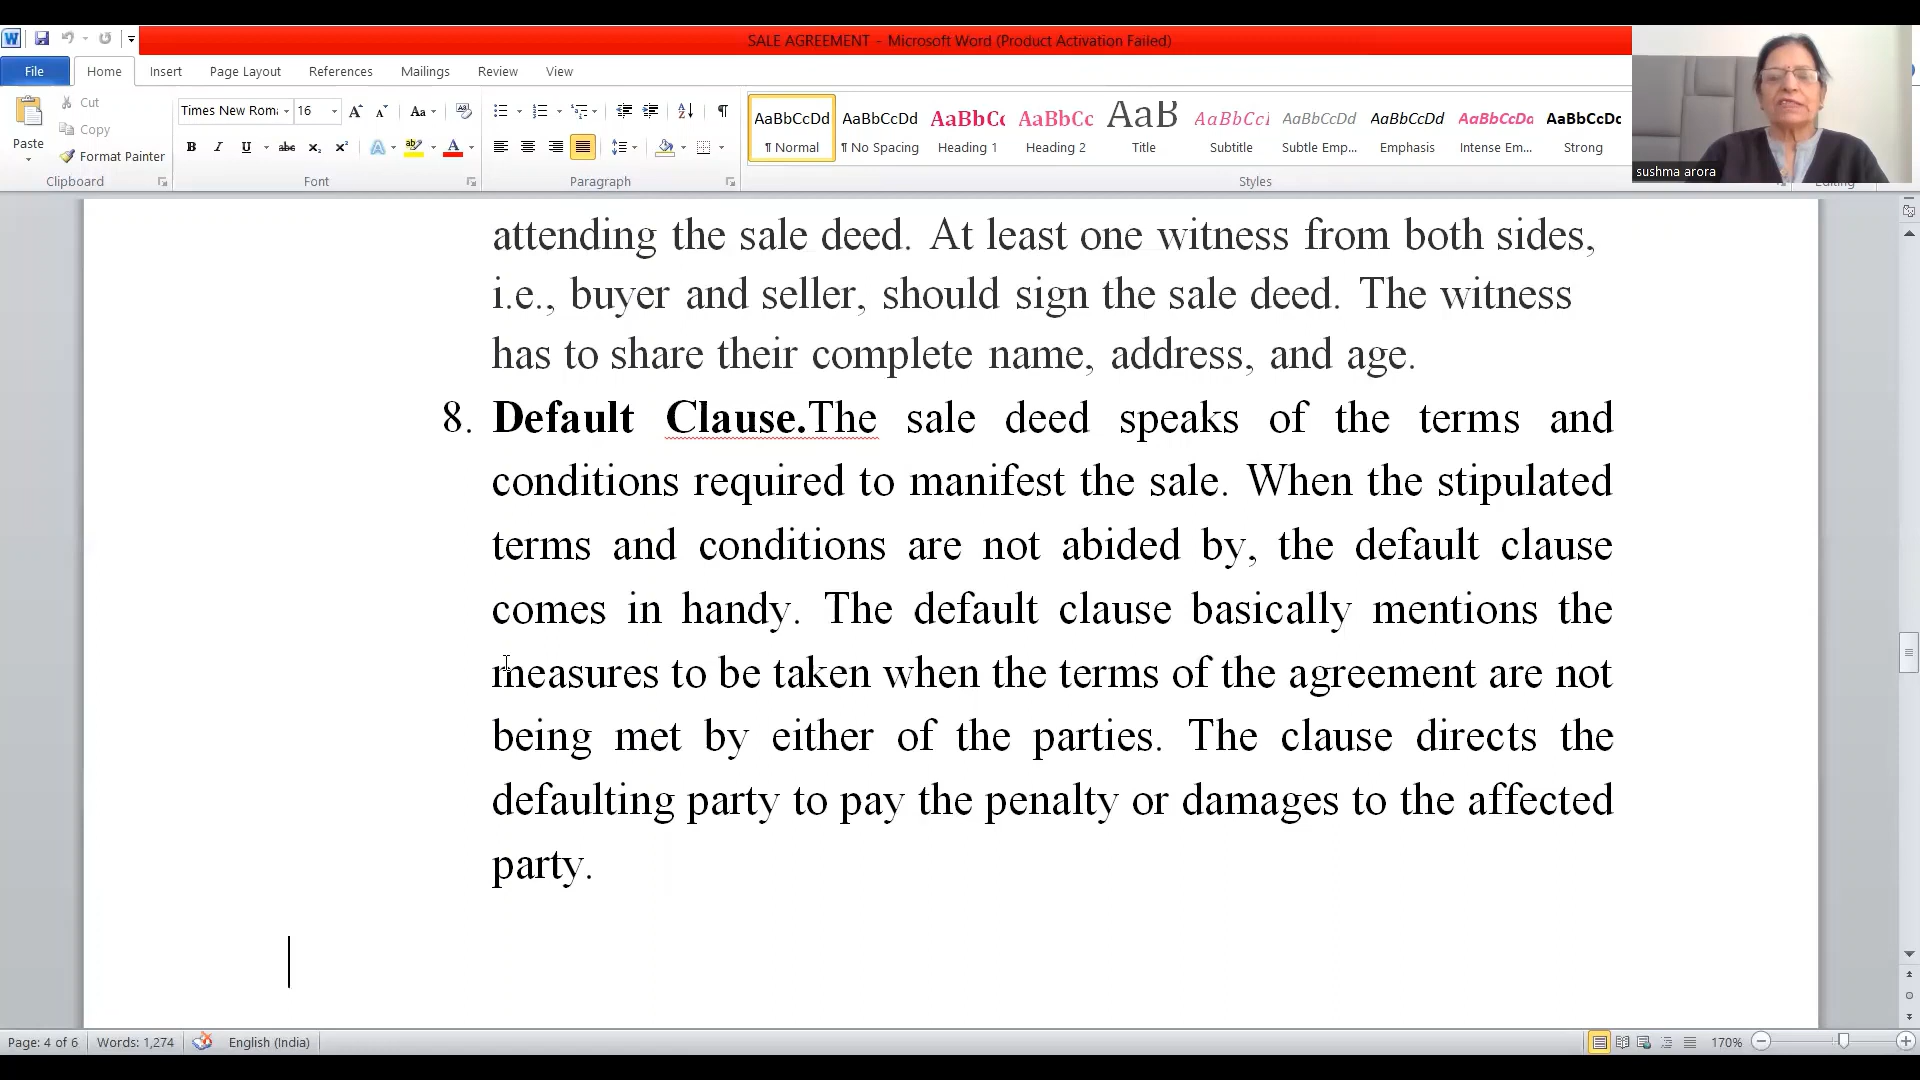 SALE AGREEMENT - Microsoft Word (Product Activation Failed)
File Home Insert Page Layout References Mailings Review View
Paste
Cut
Copy
Format Painter
Clipboard
Times New Roma 16
Font
Paragraph
AaBbCcDd AaBbCcDd AaBbCc AaBbCc AaB AaBbCcI AaBbCcDd AaBbCcDd AaBbCcDd AaBbCcDc
¶ Normal ¶ No Spacing Heading 1 Heading 2 Title Subtitle Subtle Emp... Emphasis Intense Em... Strong
Styles
Editing
sushma arora
attending the sale deed. At least one witness from both sides,
i.e., buyer and seller, should sign the sale deed. The witness
has to share their complete name, address, and age.
8. Default Clause.The sale deed speaks of the terms and
conditions required to manifest the sale. When the stipulated
terms and conditions are not abided by, the default clause
comes in handy. The default clause basically mentions the
measures to be taken when the terms of the agreement are not
being met by either of the parties. The clause directs the
defaulting party to pay the penalty or damages to the affected
party.
Page: 4 of 6 Words: 1,274 English (India) 170%